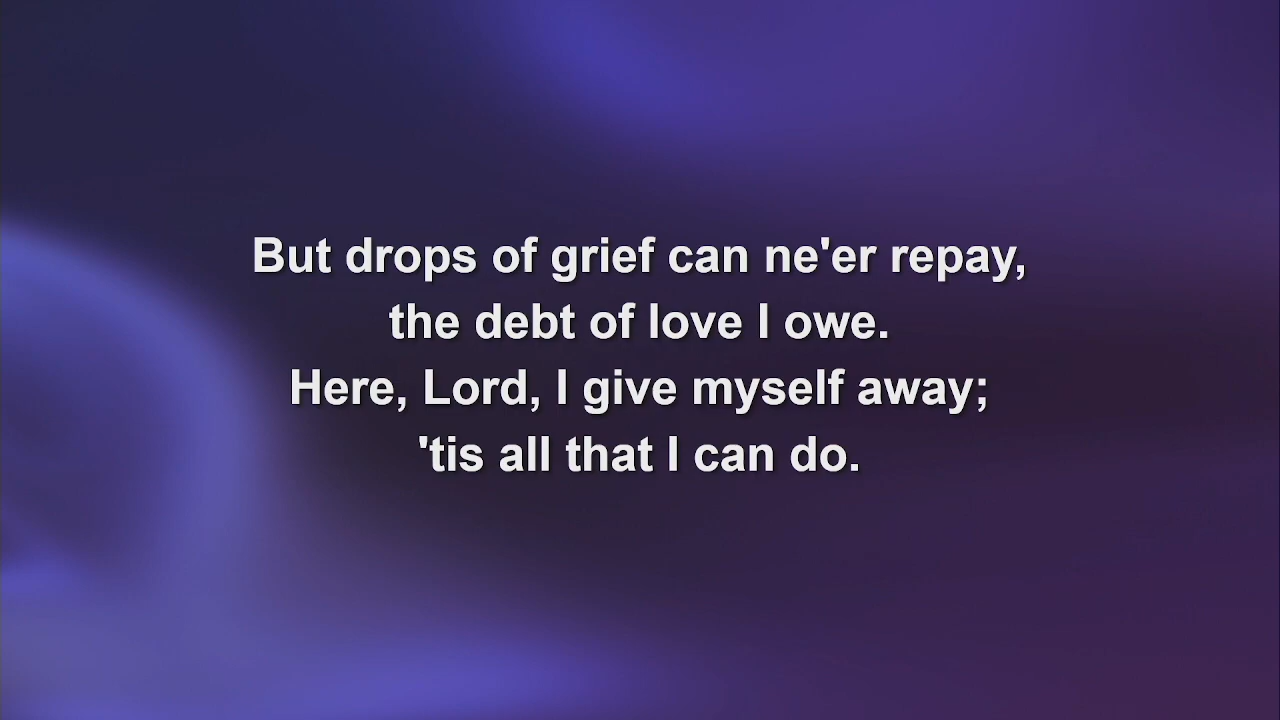 But drops of grief can ne'er repay,
the debt of love I owe.
Here, Lord, I give myself away;
'tis all that I can do.